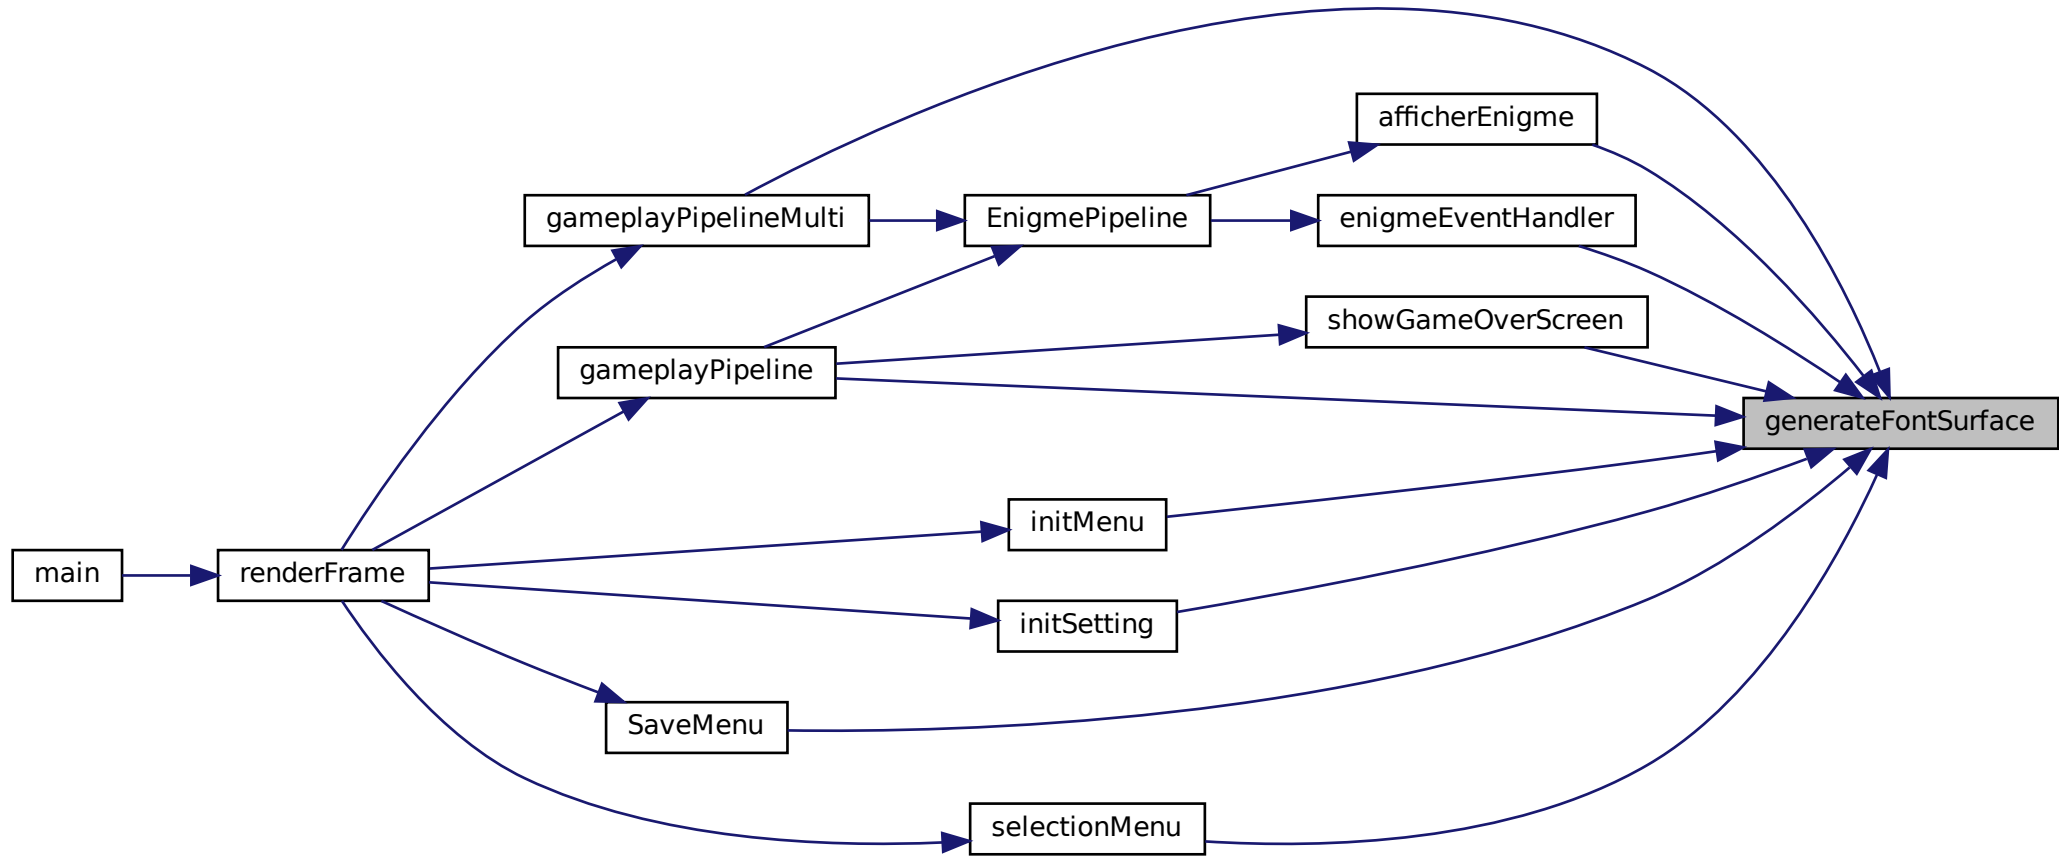 afficherEnigme
gameplayPipelineMulti
EnigmePipeline
enigmeEventHandler
showGameOverScreen
gameplayPipeline
generateFontSurface
initMenu
main
renderFrame
initSetting
SaveMenu
selectionMenu